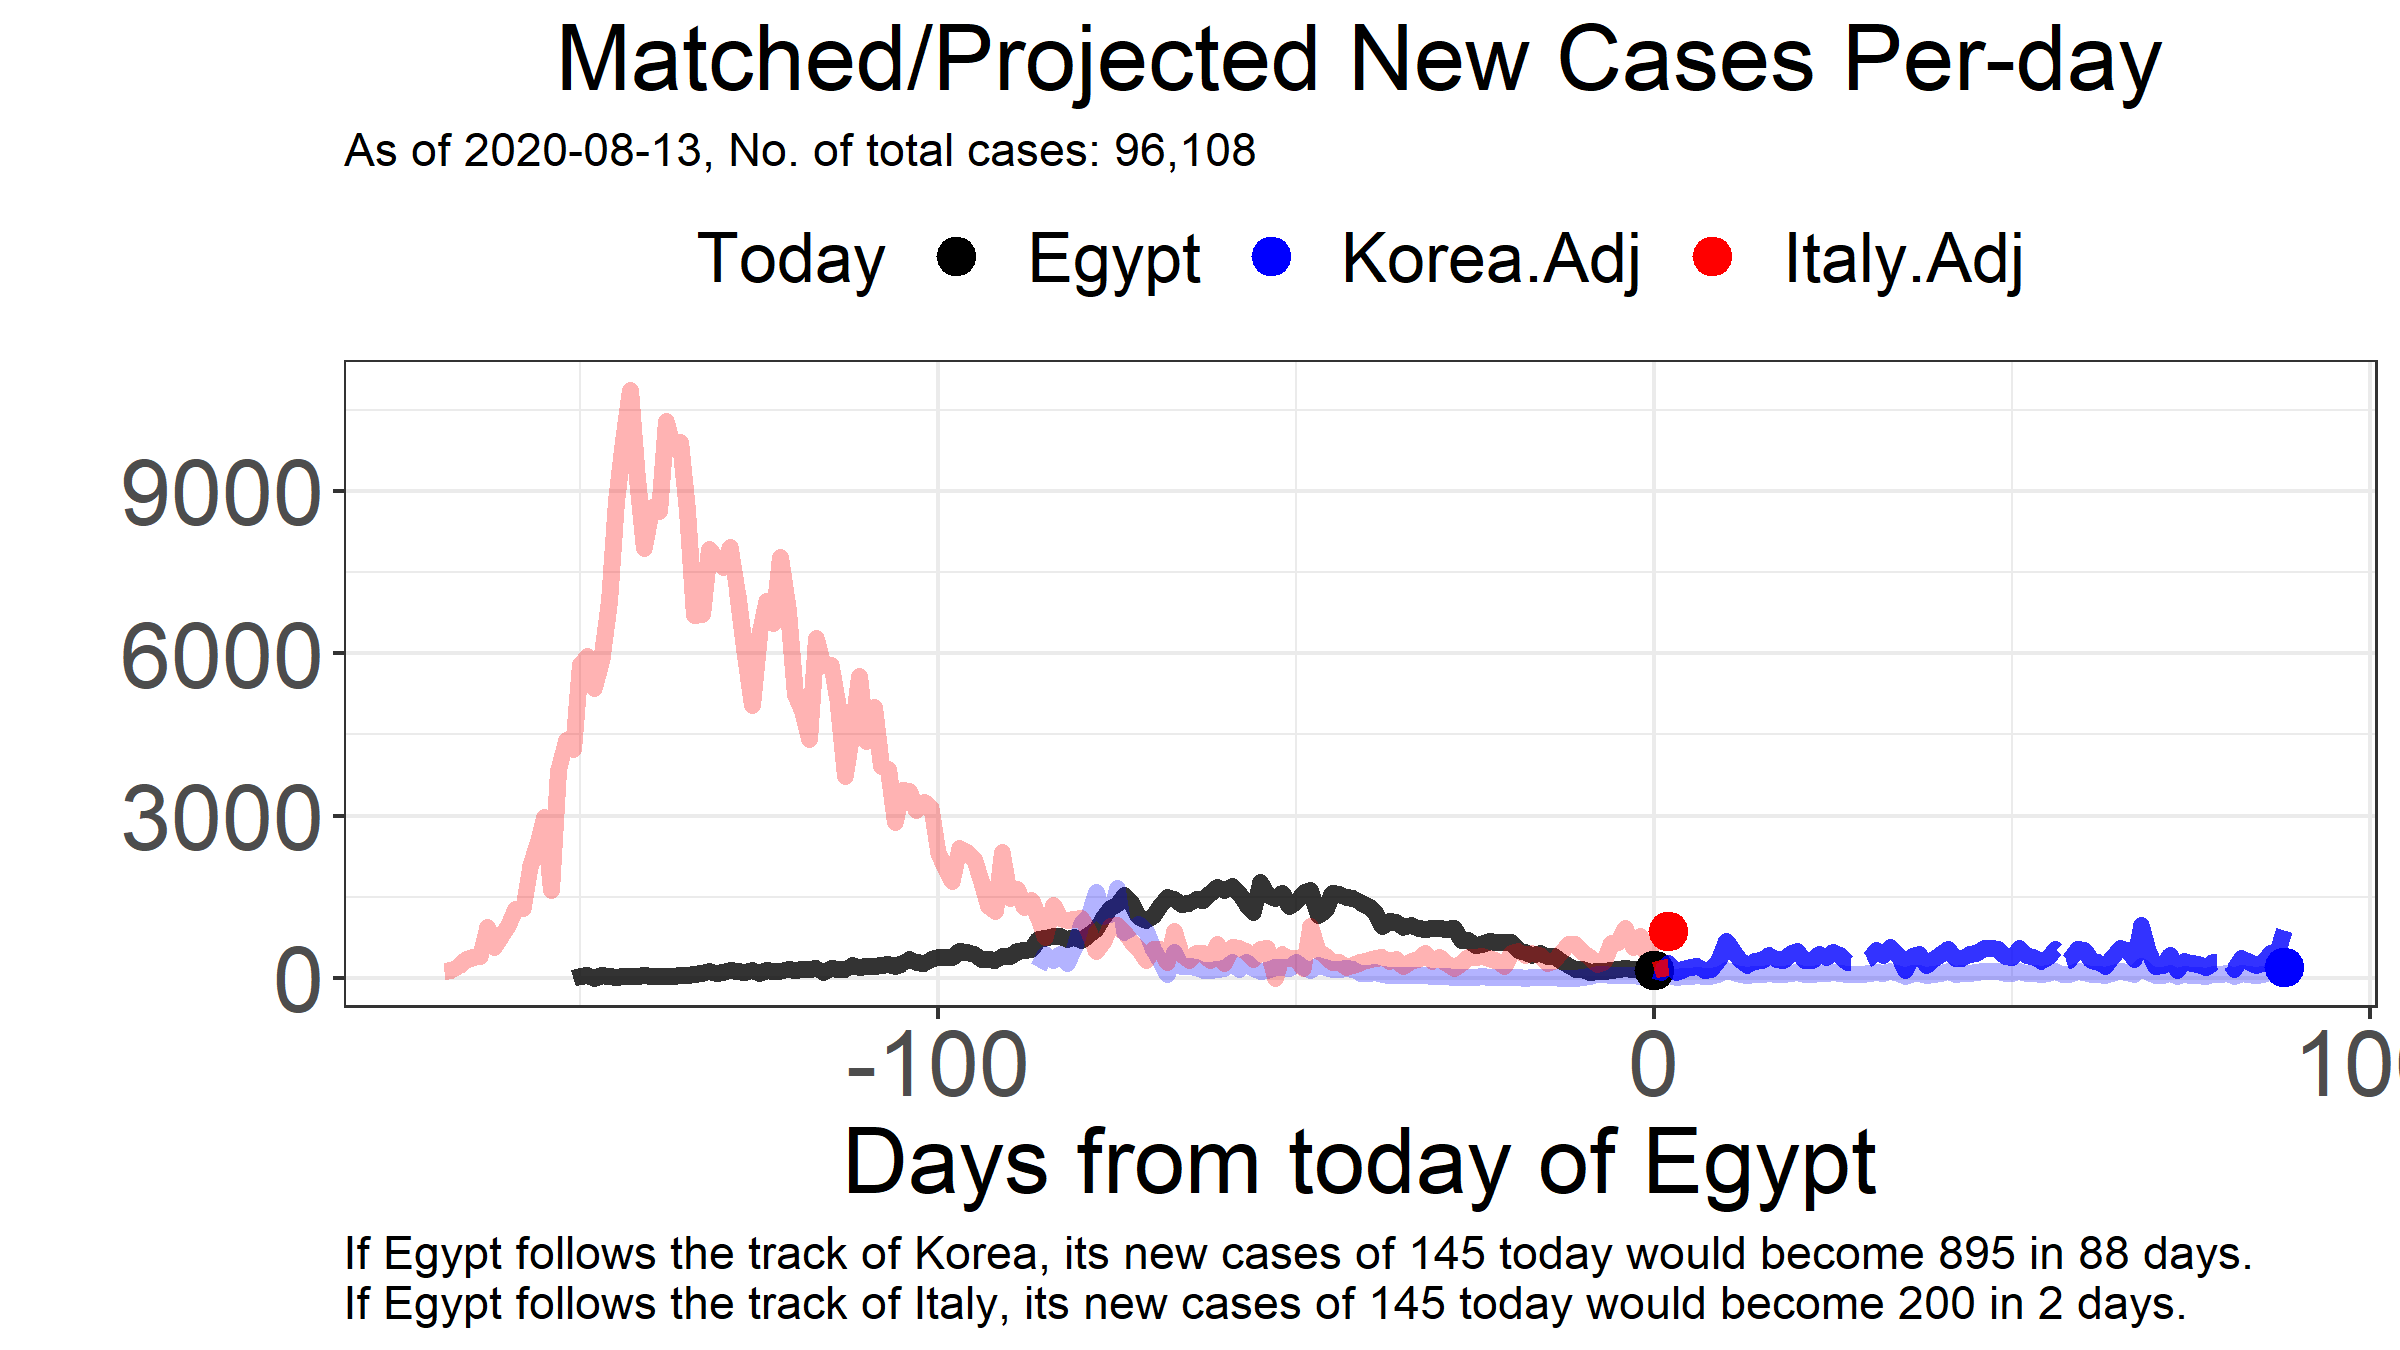 Matched/Projected New Cases Per-day
As of 2020-08-13, No. of total cases: 96,108
Today Egypt Korea.Adj Italy.Adj
9000
6000
3000
0
-100 0 100
Days from today of Egypt
If Egypt follows the track of Korea, its new cases of 145 today would become 895 in 88 days.
If Egypt follows the track of Italy, its new cases of 145 today would become 200 in 2 days.